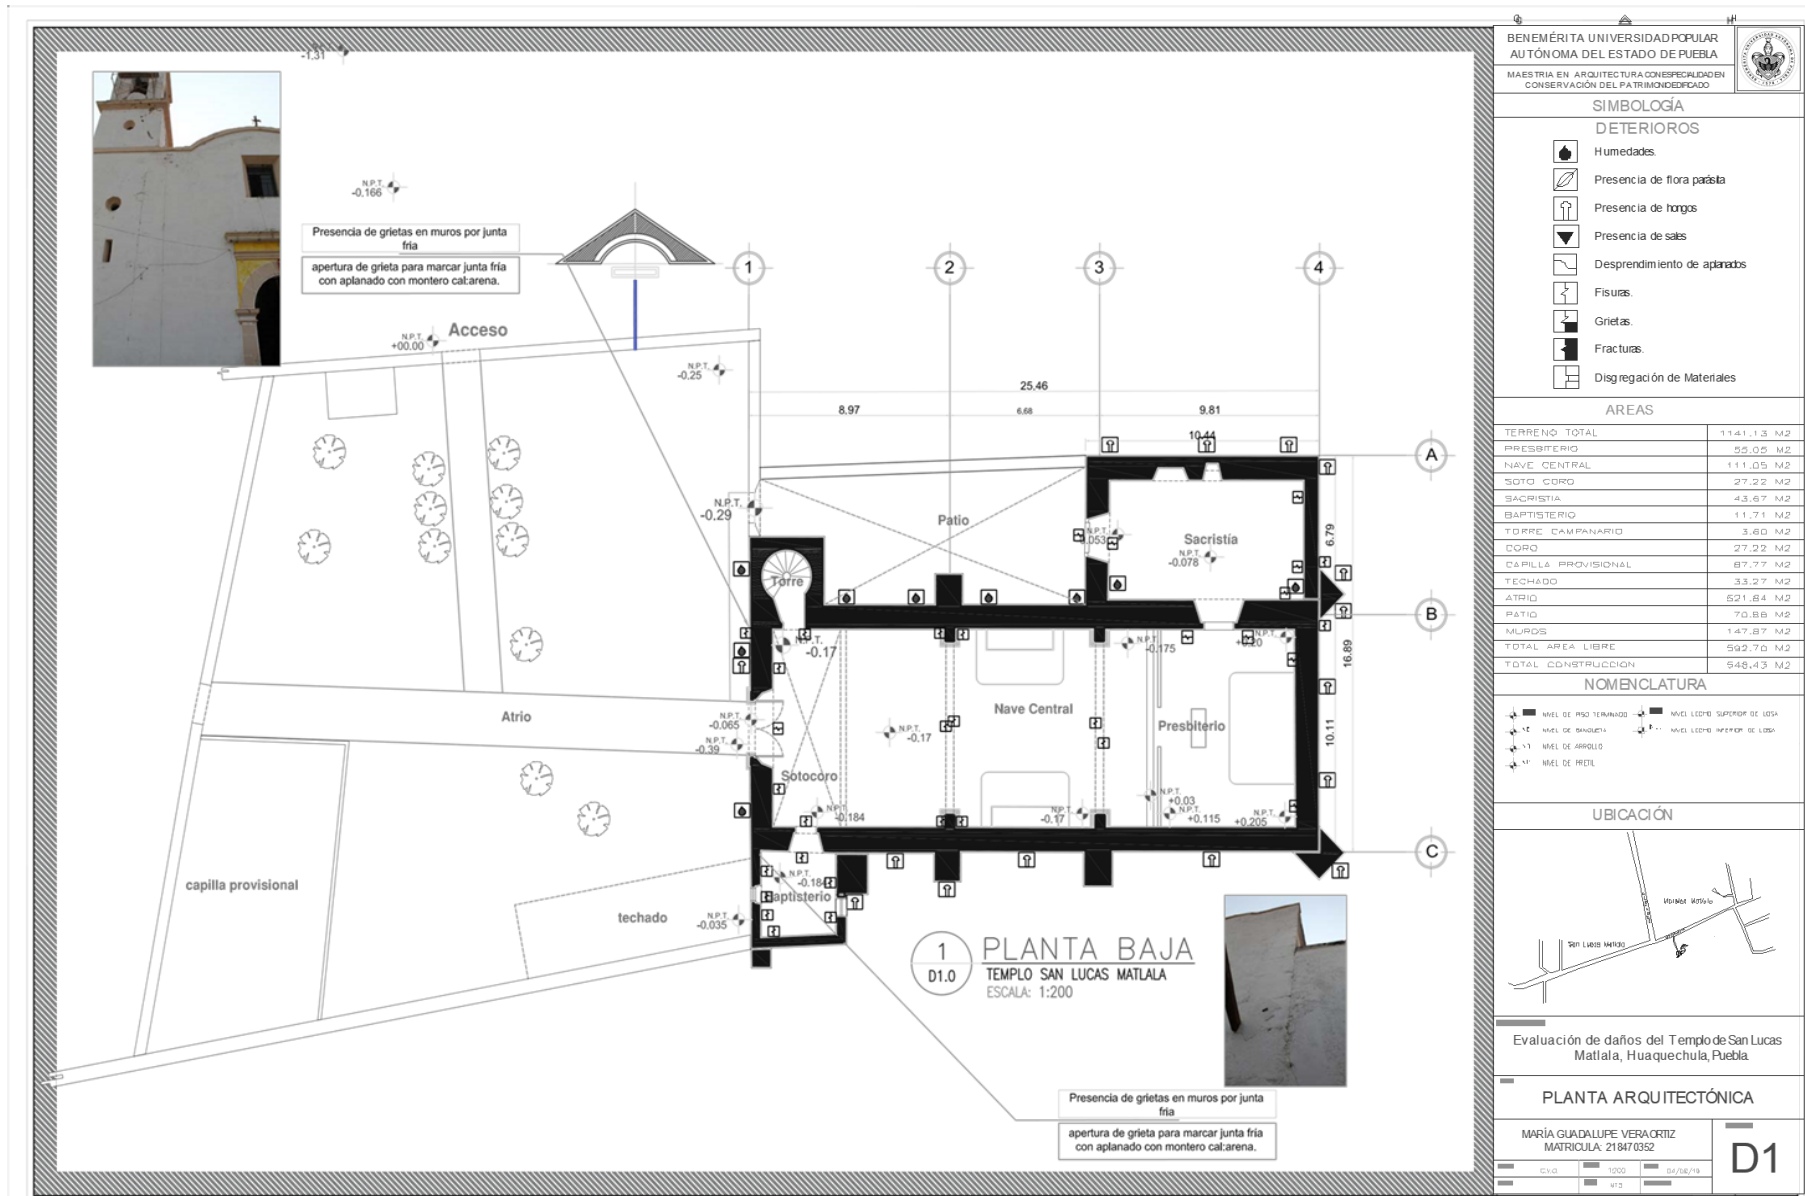 -1.31
N.P.T.
-0.166
Presencia de grietas en muros por junta
fría
apertura de grieta para marcar junta fría
con aplanado con montero cal:arena.
1
2
3
4
Acceso
N.P.T.
+00.00
N.P.T.
-0.25
25.46
8.97
6.68
9.81
10.44
A
N.P.T.
-0.29
Patio
N.P.T.
0.053
Sacristía
N.P.T.
-0.078
6.79
Torre
B
N.P.T.
-0.17
N.P.T.
-0.175
N.P.T.
+0.20
16.89
Atrio
N.P.T.
-0.065
N.P.T.
-0.39
N.P.T.
-0.17
Nave Central
Presbiterio
10.11
Sotocoro
N.P.T.
-0.184
N.P.T.
-0.17
N.P.T.
+0.03
N.P.T.
+0.115
N.P.T.
+0.205
C
capilla provisional
techado
N.P.T.
-0.035
N.P.T.
-0.184
aptisterio
1
D1.0
PLANTA BAJA
TEMPLO SAN LUCAS MATLALA
ESCALA: 1:200
Presencia de grietas en muros por junta
fría
apertura de grieta para marcar junta fría
con aplanado con montero cal:arena.
BENEMÉRITA UNIVERSIDAD POPULAR
AUTÓNOMA DEL ESTADO DE PUEBLA
MAESTRIA EN ARQUITECTURA CON ESPECIALIDAD EN
CONSERVACIÓN DEL PATRIMONIO EDIFICADO
SIMBOLOGÍA
DETERIOROS
Humedades.
Presencia de flora parásita
Presencia de hongos
Presencia de sales
Desprendimiento de aplanados
Fisuras.
Grietas.
Fracturas.
Disgregación de Materiales
AREAS
TERRENO TOTAL 1141.13 M2
PRESBITERIO 55.05 M2
NAVE CENTRAL 111.05 M2
SOTO CORO 27.22 M2
SACRISTIA 43.67 M2
BAPTISTERIO 11.71 M2
TORRE CAMPANARIO 3.60 M2
CORO 27.22 M2
CAPILLA PROVISIONAL 87.77 M2
TECHADO 33.27 M2
ATRIO 521.84 M2
PATIO 70.86 M2
MUROS 147.87 M2
TOTAL AREA LIBRE 592.70 M2
TOTAL CONSTRUCCION 548.43 M2
NOMENCLATURA
NIVEL DE PISO TERMINADO NIVEL LECHO SUPERIOR DE LOSA
NIVEL DE BANQUETA NIVEL LECHO INFERIOR DE LOSA
NIVEL DE ARROLLO
NIVEL DE PRETIL
UBICACIÓN
San Lucas Matlala
Evaluación de daños del Templo de San Lucas
Matlala, Huaquechula, Puebla.
PLANTA ARQUITECTÓNICA
MARÍA GUADALUPE VERA ORTIZ
MATRICULA: 218470352
D1